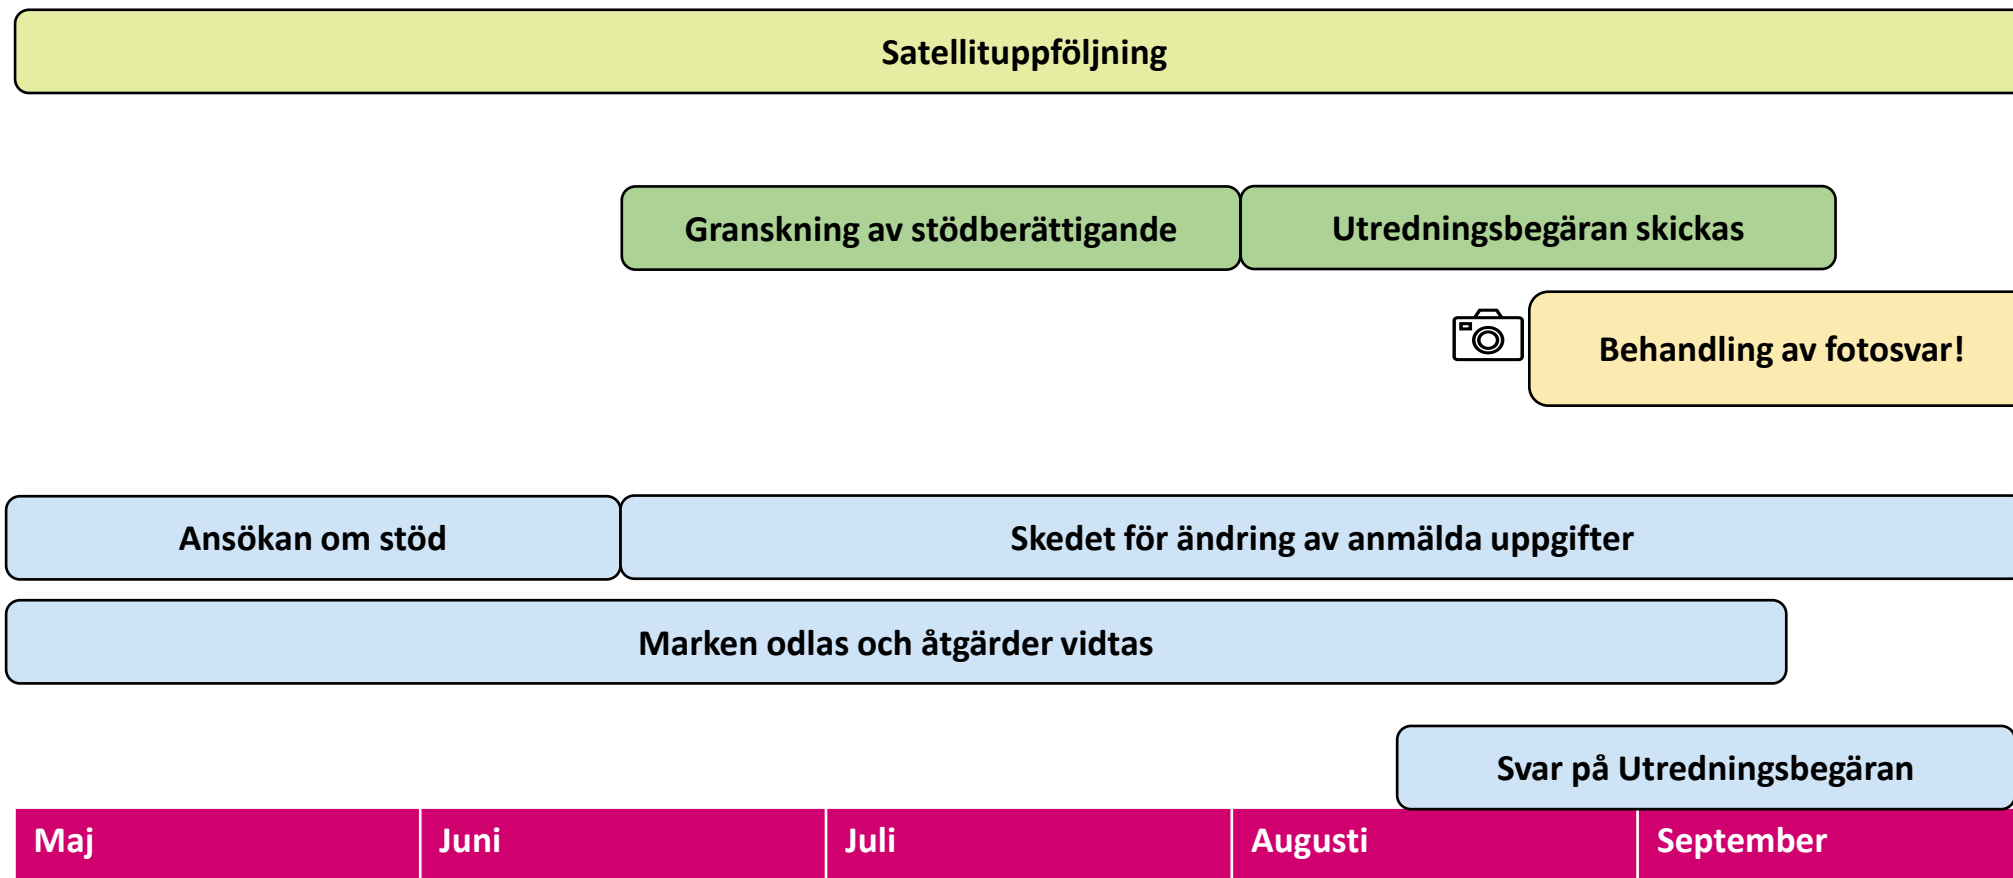 Satellituppföljning
Granskning av stödberättigande
Utredningsbegäran skickas
Behandling av fotosvar!
Ansökan om stöd
Skedet för ändring av anmälda uppgifter
Marken odlas och åtgärder vidtas
Svar på Utredningsbegäran
Maj
Juni
Juli
Augusti
September